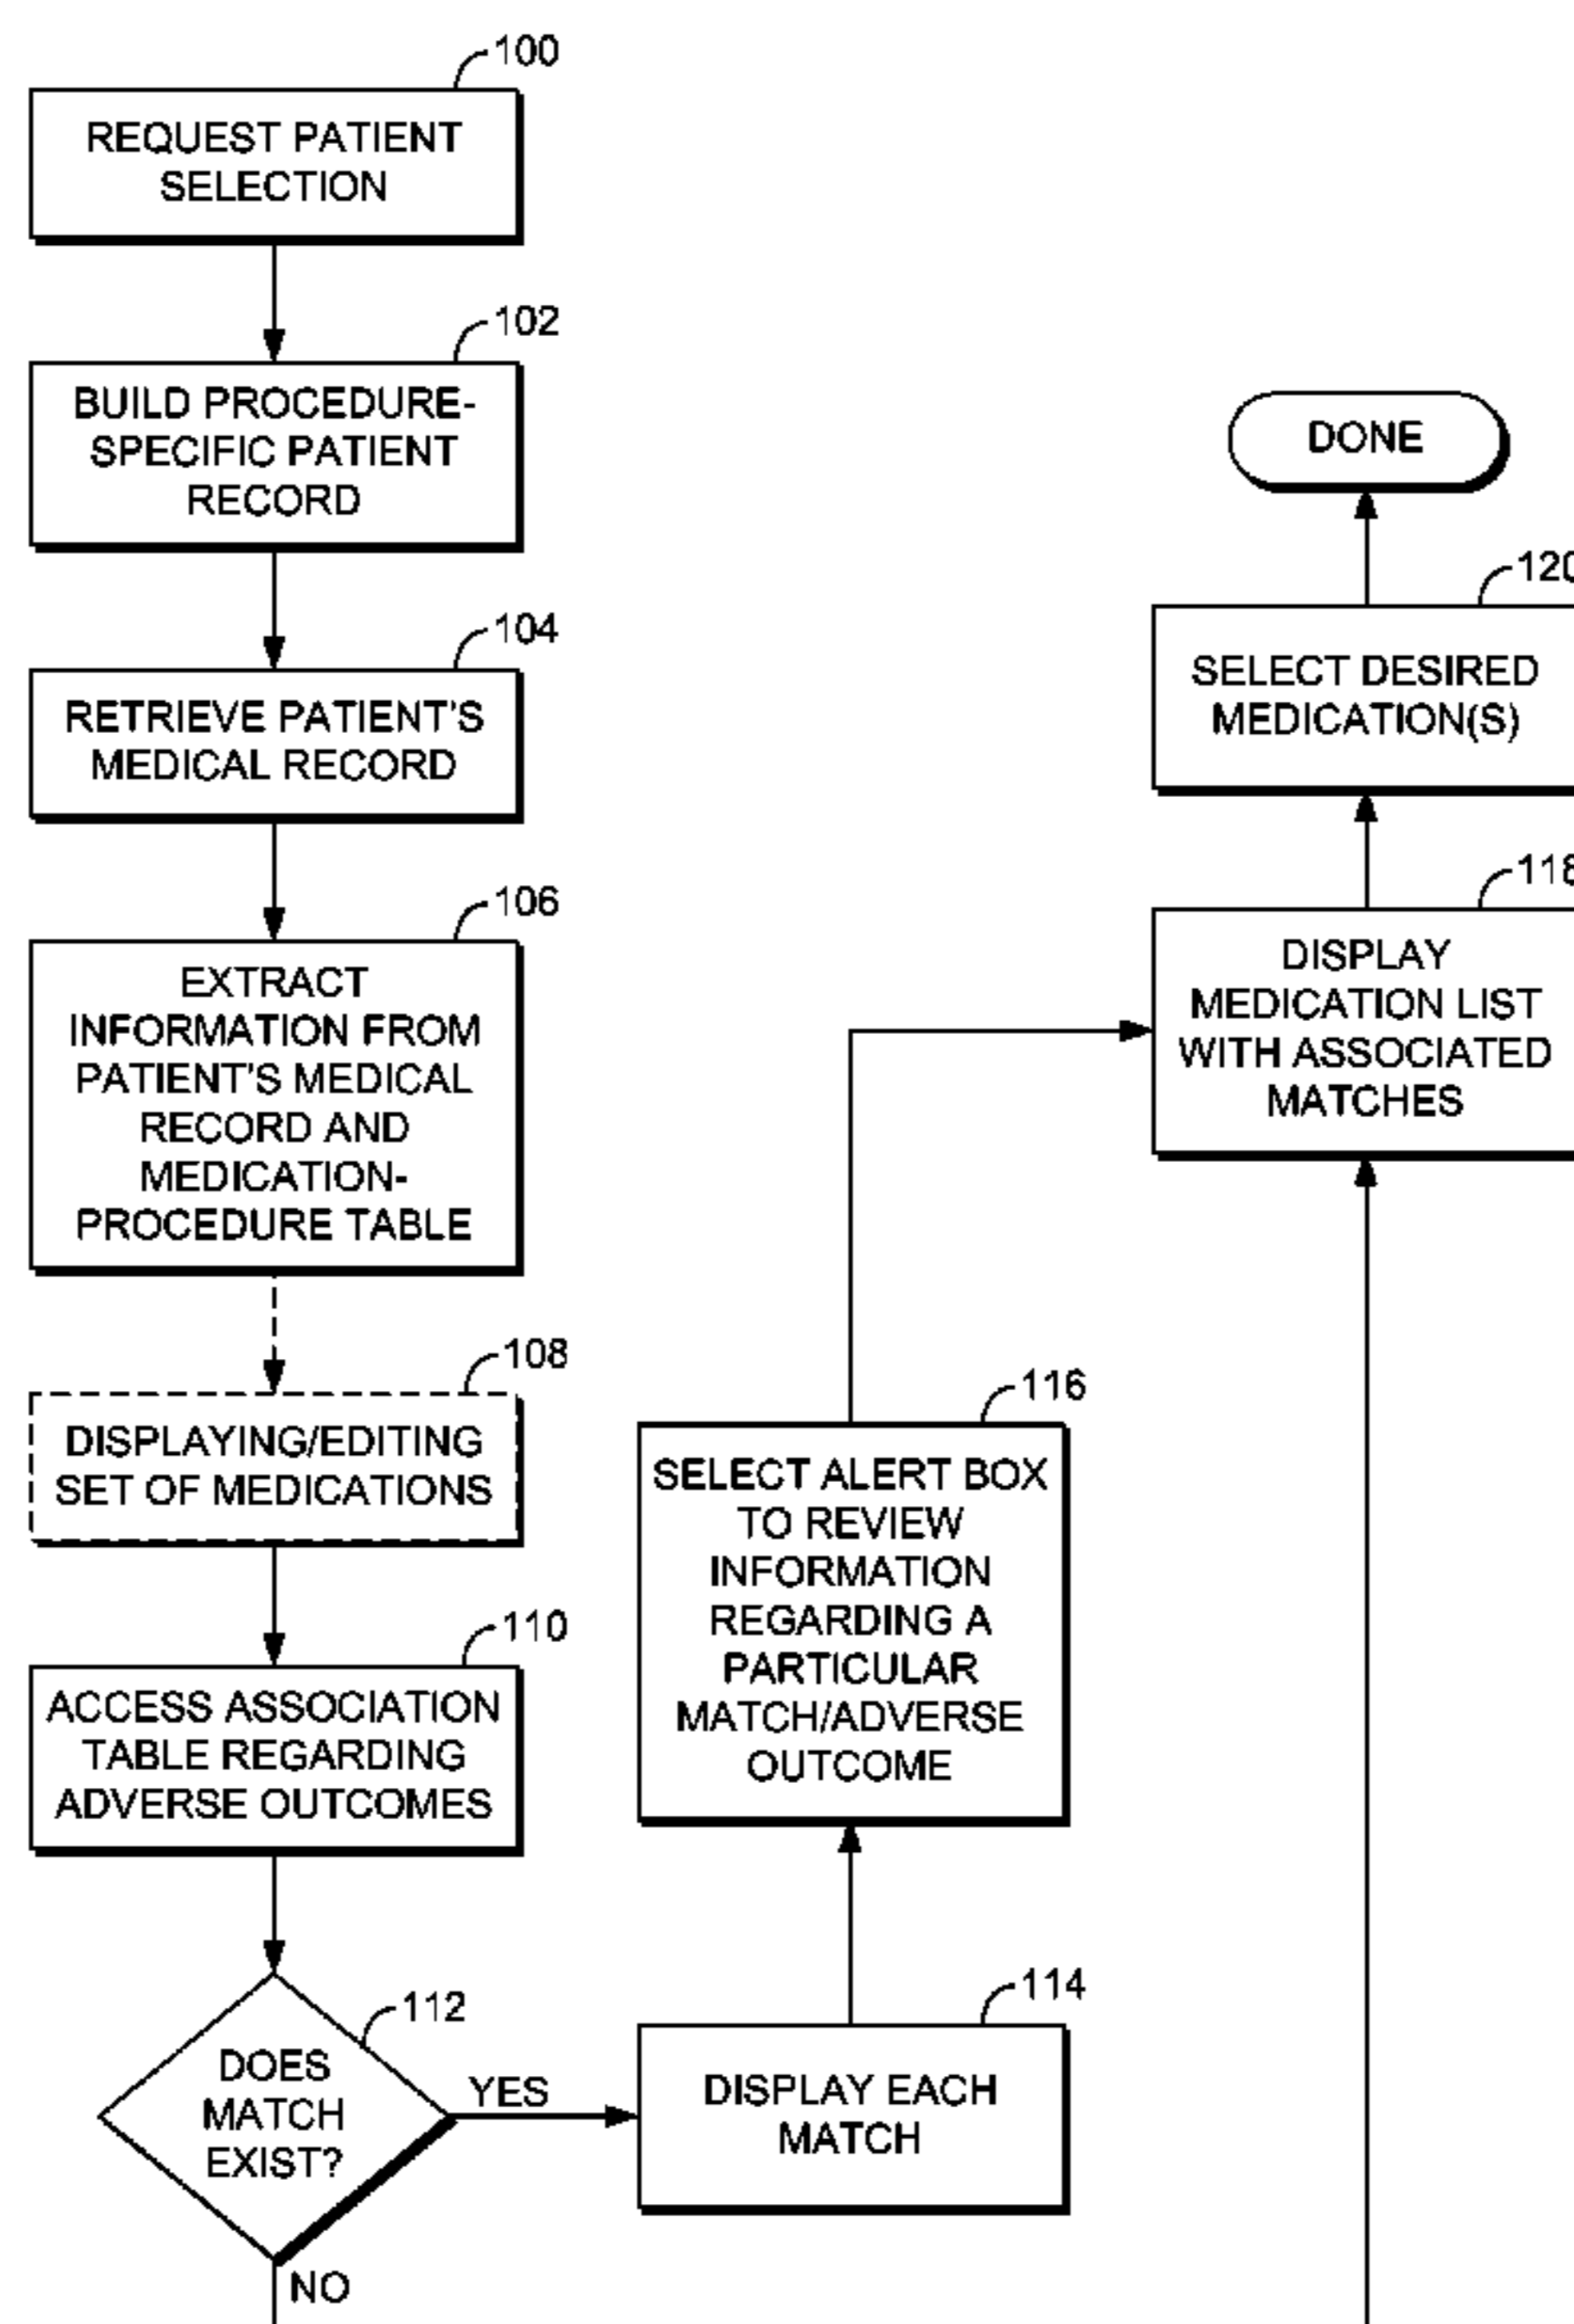 100
REQUEST PATIENT
SELECTION
102
BUILD PROCEDURE-
SPECIFIC PATIENT
RECORD
104
RETRIEVE PATIENT'S
MEDICAL RECORD
106
EXTRACT
INFORMATION FROM
PATIENT'S MEDICAL
RECORD AND
MEDICATION-
PROCEDURE TABLE
108
DISPLAYING/EDITING
SET OF MEDICATIONS
110
ACCESS ASSOCIATION
TABLE REGARDING
ADVERSE OUTCOMES
112
DOES
MATCH
EXIST?
YES
NO
114
DISPLAY EACH
MATCH
116
SELECT ALERT BOX
TO REVIEW
INFORMATION
REGARDING A
PARTICULAR
MATCH/ADVERSE
OUTCOME
118
DISPLAY
MEDICATION LIST
WITH ASSOCIATED
MATCHES
120
SELECT DESIRED
MEDICATION(S)
DONE